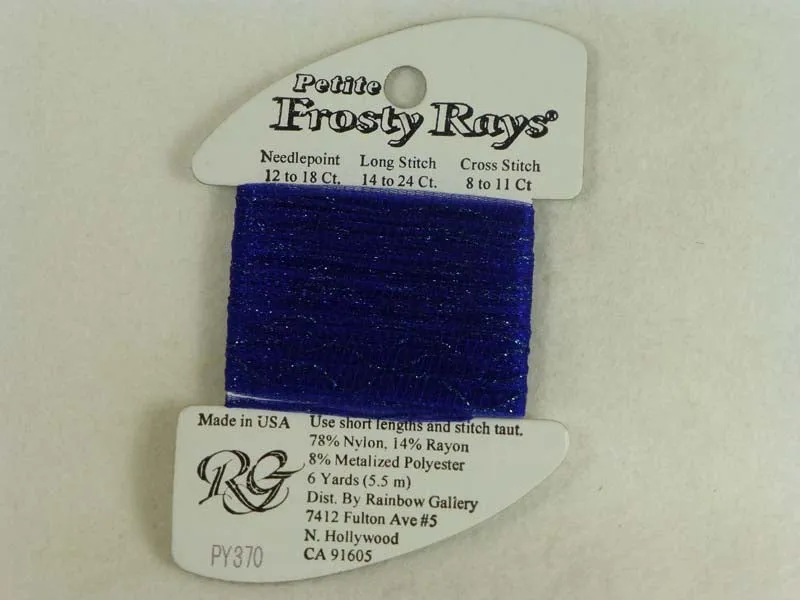 Petite
Frosty Rays®
Needlepoint Long Stitch Cross Stitch
12 to 18 Ct. 14 to 24 Ct. 8 to 11 Ct
Made in USA Use short lengths and stitch taut.
78% Nylon, 14% Rayon
8% Metalized Polyester
6 Yards (5.5 m)
Dist. By Rainbow Gallery
7412 Fulton Ave #5
N. Hollywood
CA 91605
RG
PY370